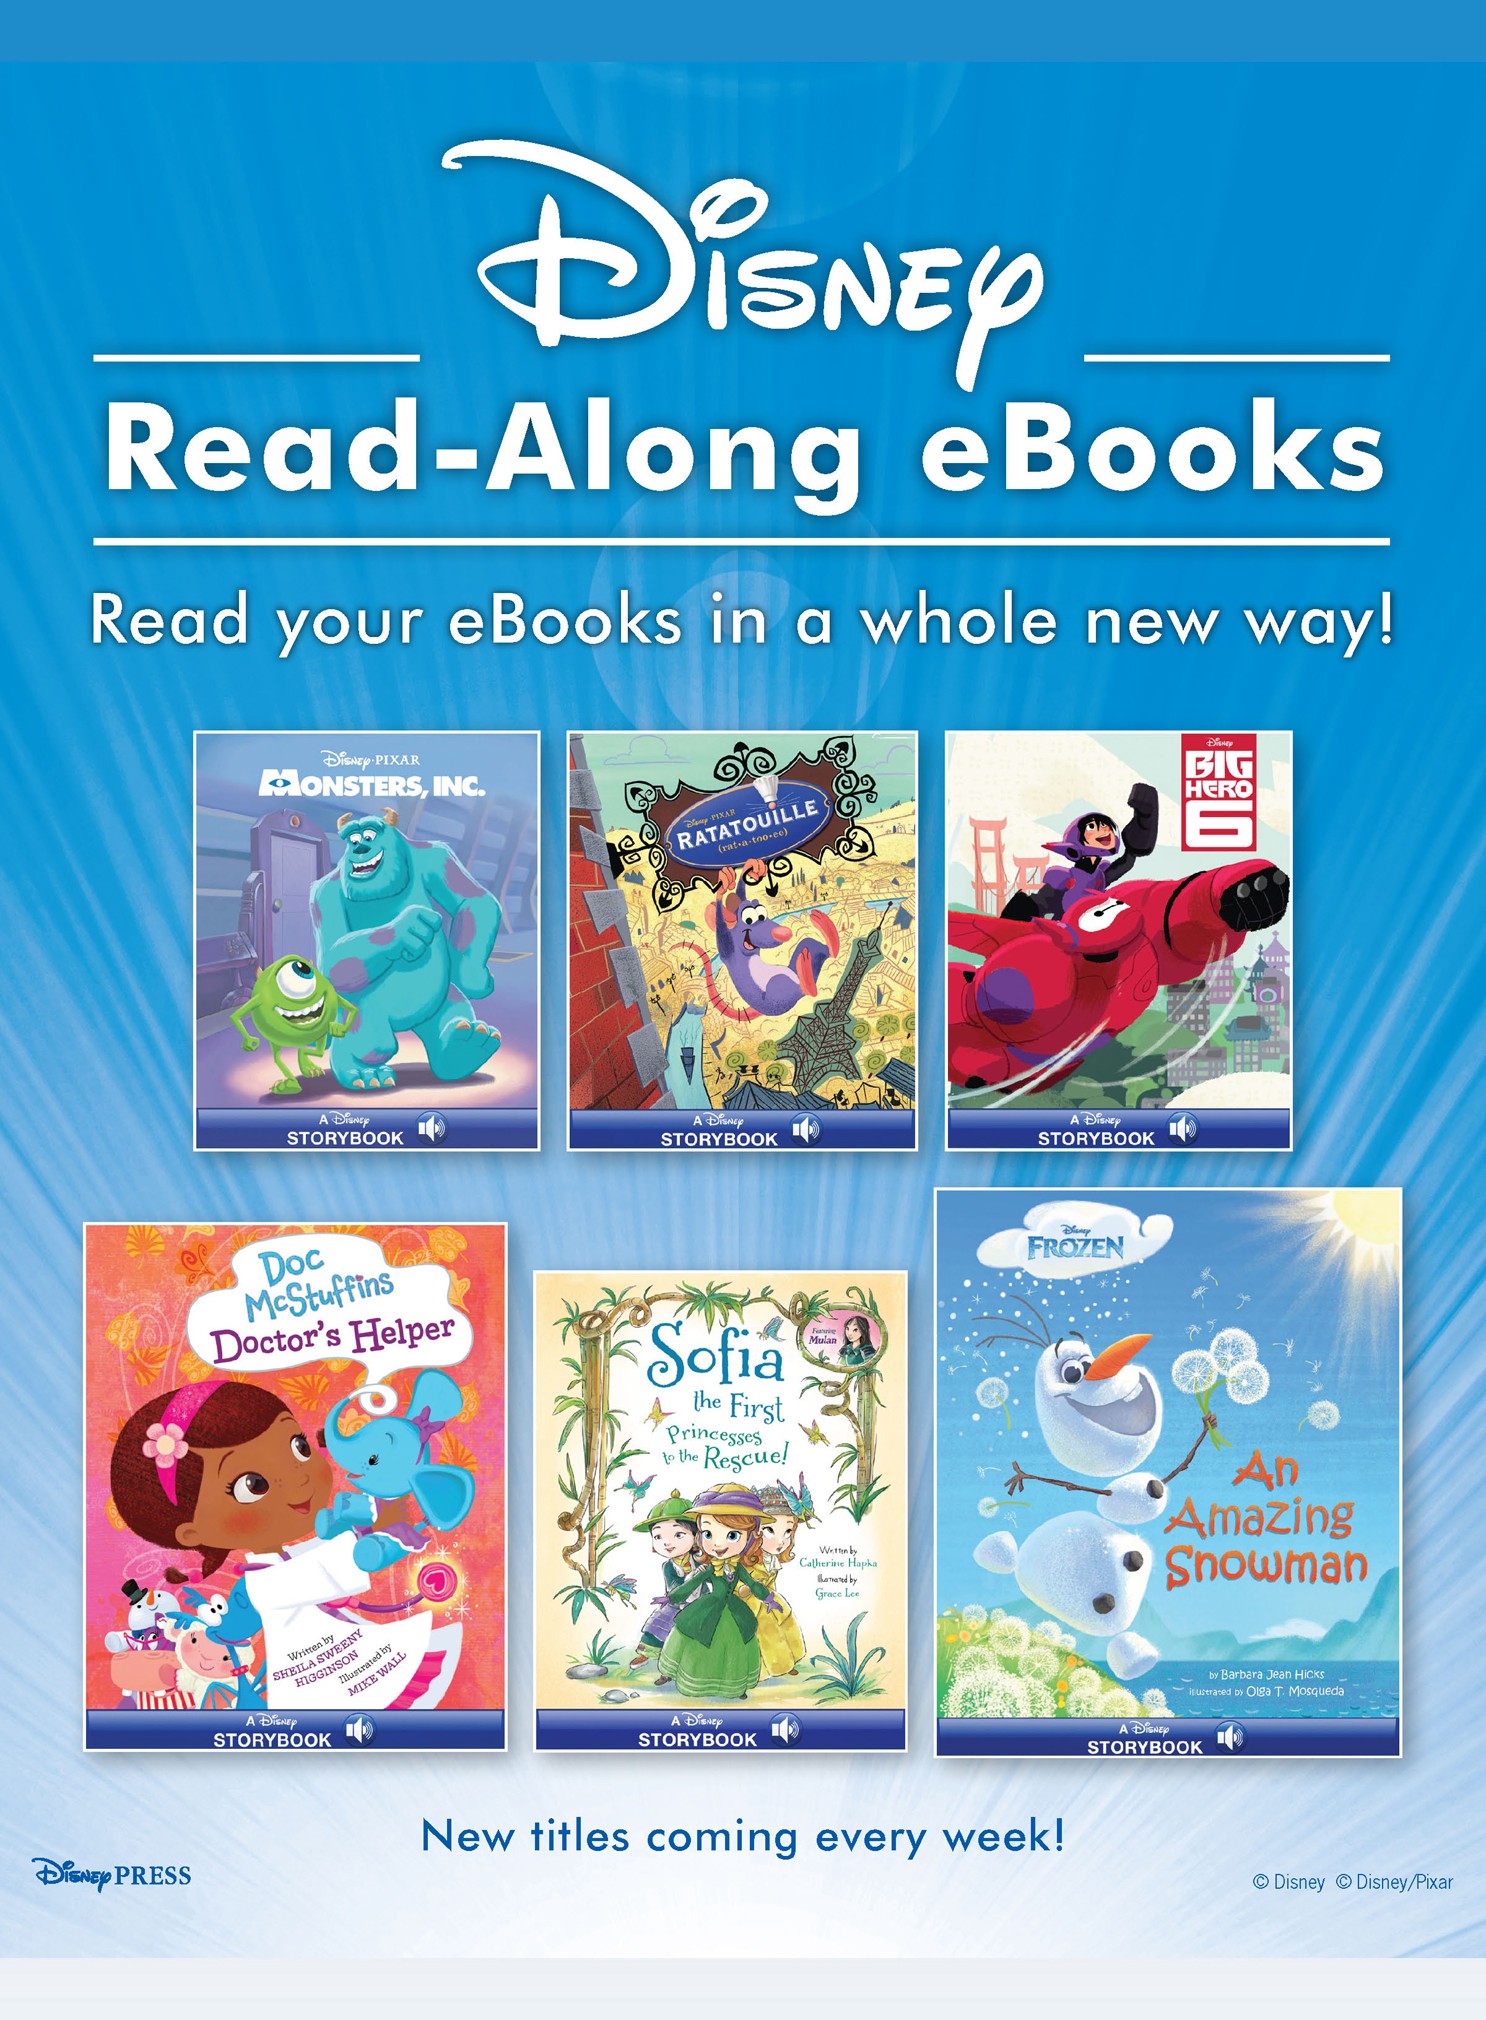 Disney
Read-Along eBooks
Read your eBooks in a whole new way!
Disney·PIXAR
MONSTERS, INC.
A Disney
STORYBOOK
DISNEY·PIXAR
RATATOUILLE
(rat•a•too•ee)
A Disney
STORYBOOK
Disney
BIG
HERO
6
A Disney
STORYBOOK
Doc
McStuffins
Doctor's Helper
Written by
SHEILA SWEENY
HIGGINSON
Illustrated by
MIKE WALL
A Disney
STORYBOOK
Featuring
Mulan
Sofia
the First
Princesses
to the Rescue!
Written by
Catherine Hapka
Illustrated by
Grace Lee
A Disney
STORYBOOK
Disney
FROZEN
An
Amazing
Snowman
by Barbara Jean Hicks
illustrated by Olga T. Mosqueda
A Disney
STORYBOOK
New titles coming every week!
Disney PRESS
© Disney © Disney/Pixar